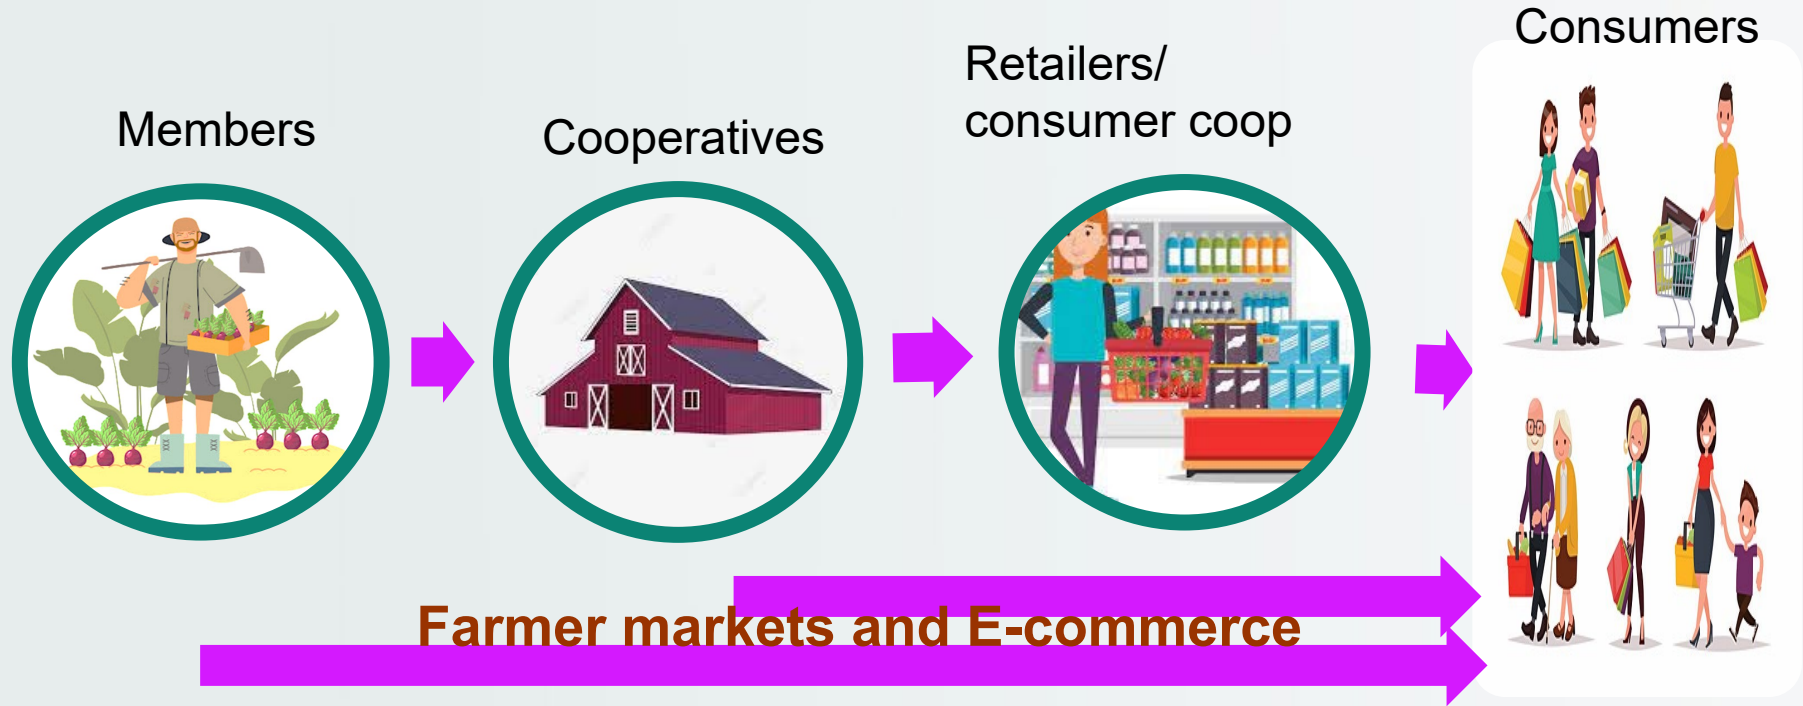 Consumers
Retailers/
consumer coop
Members
Cooperatives
Farmer markets and E-commerce